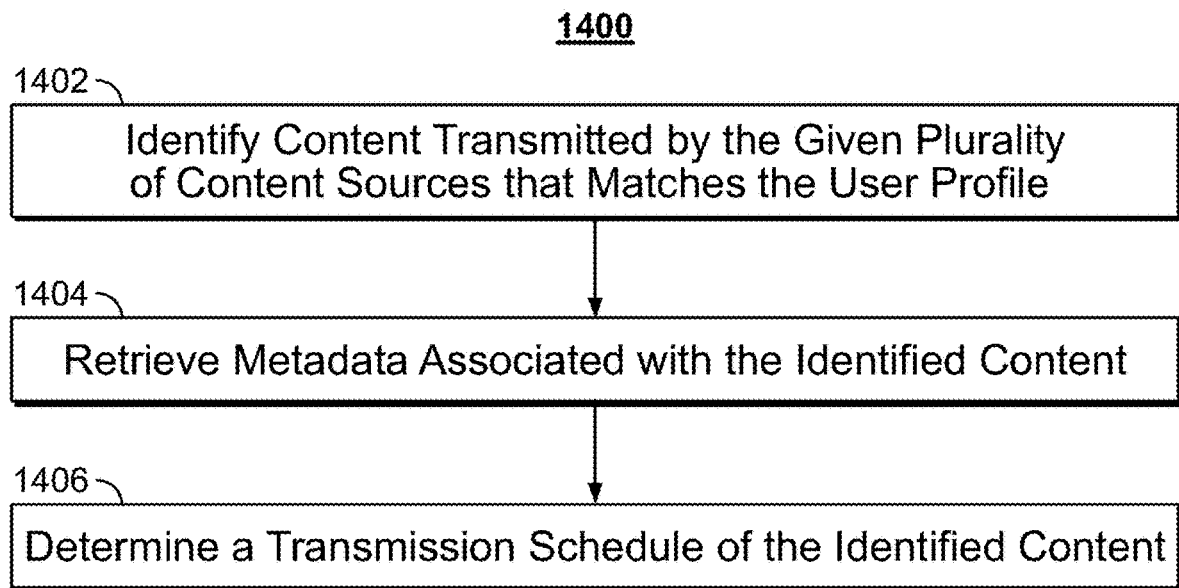 1400
1402
Identify Content Transmitted by the Given Plurality
of Content Sources that Matches the User Profile
1404
Retrieve Metadata Associated with the Identified Content
1406
Determine a Transmission Schedule of the Identified Content